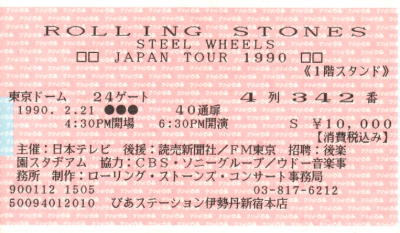 ROLLING STONES
STEEL WHEELS
□□ JAPAN TOUR 1990 □□
《1階スタンド》
東京ドーム 24ゲート 4列342番
1990. 2.21 ●●● 40通塚
4:30PM開場 6:30PM開演 S ¥10,000
【消費税込み】
主催：日本テレビ 後援：読売新聞社／FM東京 招聘：後楽
園スタヂアム 協力：CBS・ソニーグループ／ウドー音楽事
務所 制作：ローリング・ストーンズ・コンサート事務局
900112 1505 03-817-6212
50094012010 ぴあステーション伊勢丹新宿本店